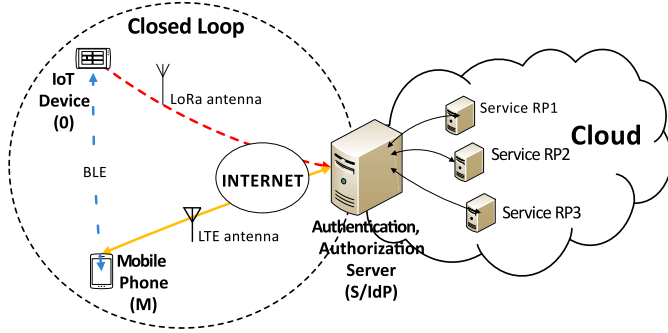 Closed Loop
IoT
Device
(0)
LoRa antenna
BLE
INTERNET
LTE antenna
Mobile
Phone
(M)
Authentication,
Authorization
Server
(S/IdP)
Service RP1
Service RP2
Service RP3
Cloud